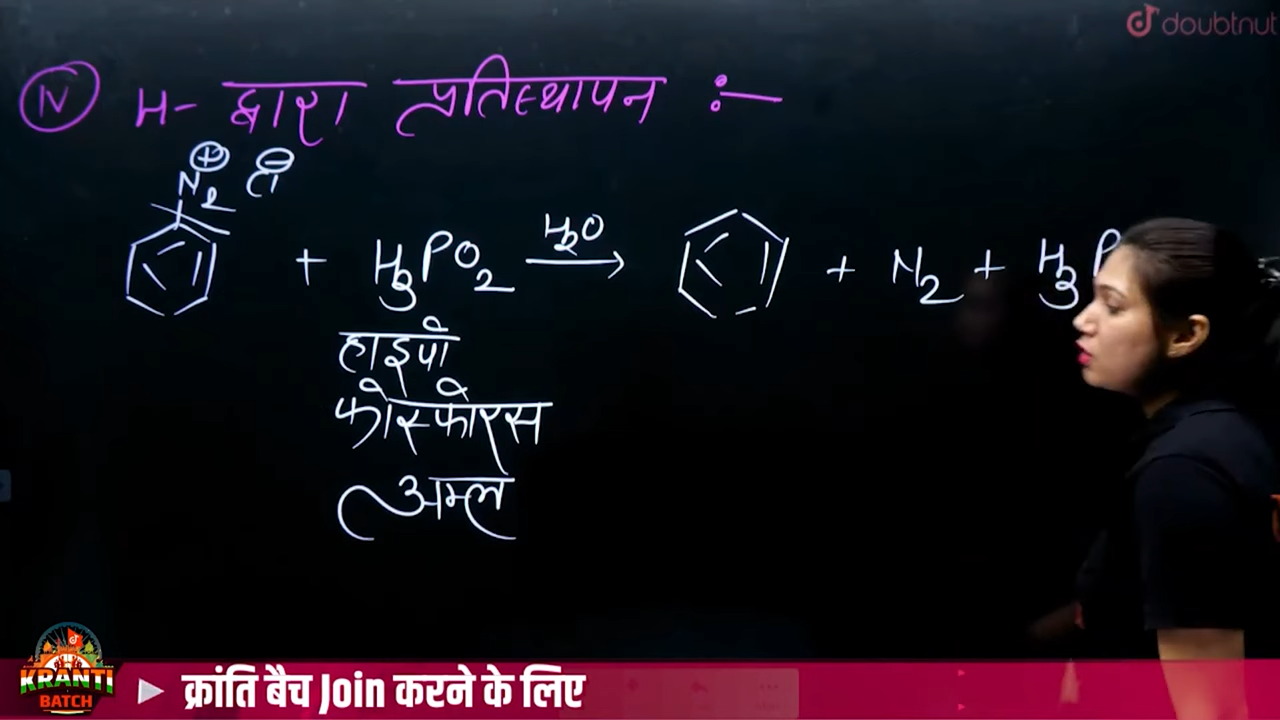 doubtnut
IV H- द्वारा प्रतिस्थापन :-
N2 ⊕ Cl ⊖
+ H3PO2 H2O → + N2 + H3P
हाइपो
फोस्फोरस
अम्ल
KRANTI
BATCH
क्रांति बैच Join करने के लिए